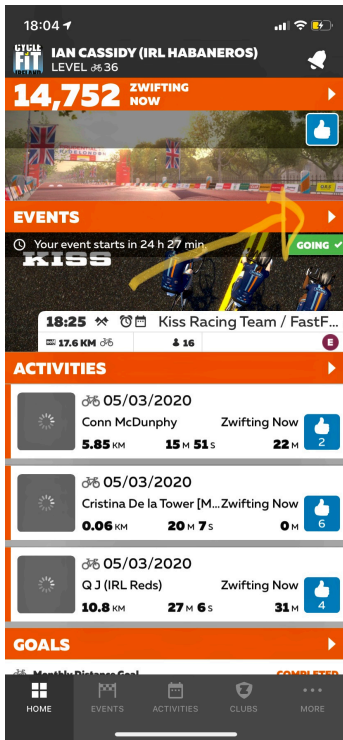 18:04
CYCLE
FiT
IRELAND
IAN CASSIDY (IRL HABANEROS)
LEVEL 36
14,752 ZWIFTING
NOW
EVENTS
Your event starts in 24 h 27 min.
GOING
KISS
18:25 Kiss Racing Team / FastF...
17.6 KM 16 E
ACTIVITIES
05/03/2020
Conn McDunphy Zwifting Now
5.85 KM 15 M 51 S 22 M 2
05/03/2020
Cristina De la Tower [M... Zwifting Now
0.06 KM 20 M 7 S 0 M 6
05/03/2020
Q J (IRL Reds) Zwifting Now
10.8 KM 27 M 6 S 31 M 4
GOALS
Monthly Distance Goal COMPLETED
HOME EVENTS ACTIVITIES CLUBS MORE